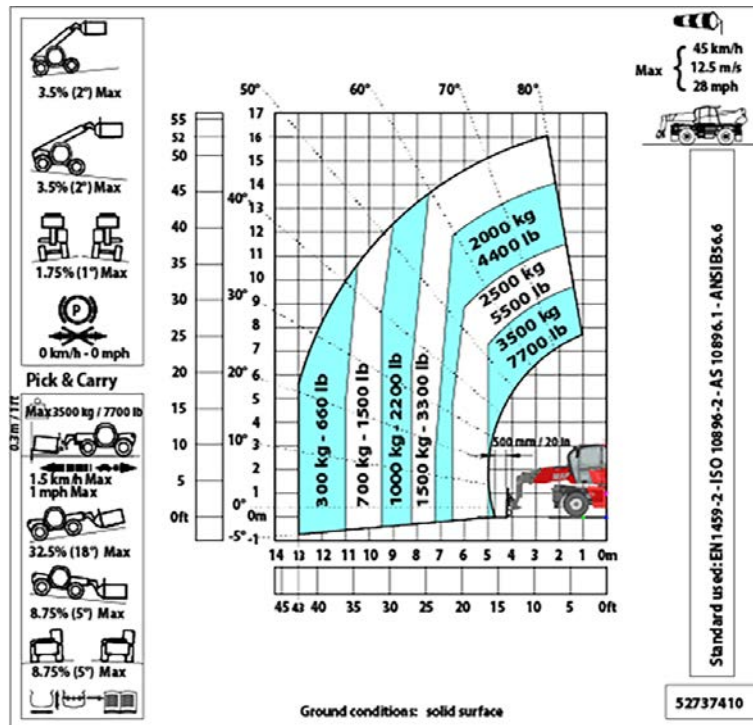 3.5% (2°) Max
3.5% (2°) Max
1.75% (1°) Max
P
0 km/h - 0 mph
Pick & Carry
0.3 m / 1 ft
Max 3500 kg / 7700 lb
1.5 km/h Max
1 mph Max
32.5% (18°) Max
8.75% (5°) Max
8.75% (5°) Max
50° 60° 70° 80°
40°
30°
20°
10°
0°
-5°
55
52
50
45
40
35
30
25
20
15
10
5
0ft
17
16
15
14
13
12
11
10
9
8
7
6
5
4
3
2
1
0m
-1
300 kg - 660 lb
700 kg - 1500 lb
1000 kg - 2200 lb
1500 kg - 3300 lb
2000 kg
4400 lb
2500 kg
5500 lb
3500 kg
7700 lb
500 mm / 20 in
14 13 12 11 10 9 8 7 6 5 4 3 2 1 0m
45 43 40 35 30 25 20 15 10 5 0ft
Ground conditions: solid surface
Max
45 km/h
12.5 m/s
28 mph
Standard used: EN 1459-2 - ISO 10896-2 - AS 10896.1 - ANSI B56.6
52737410